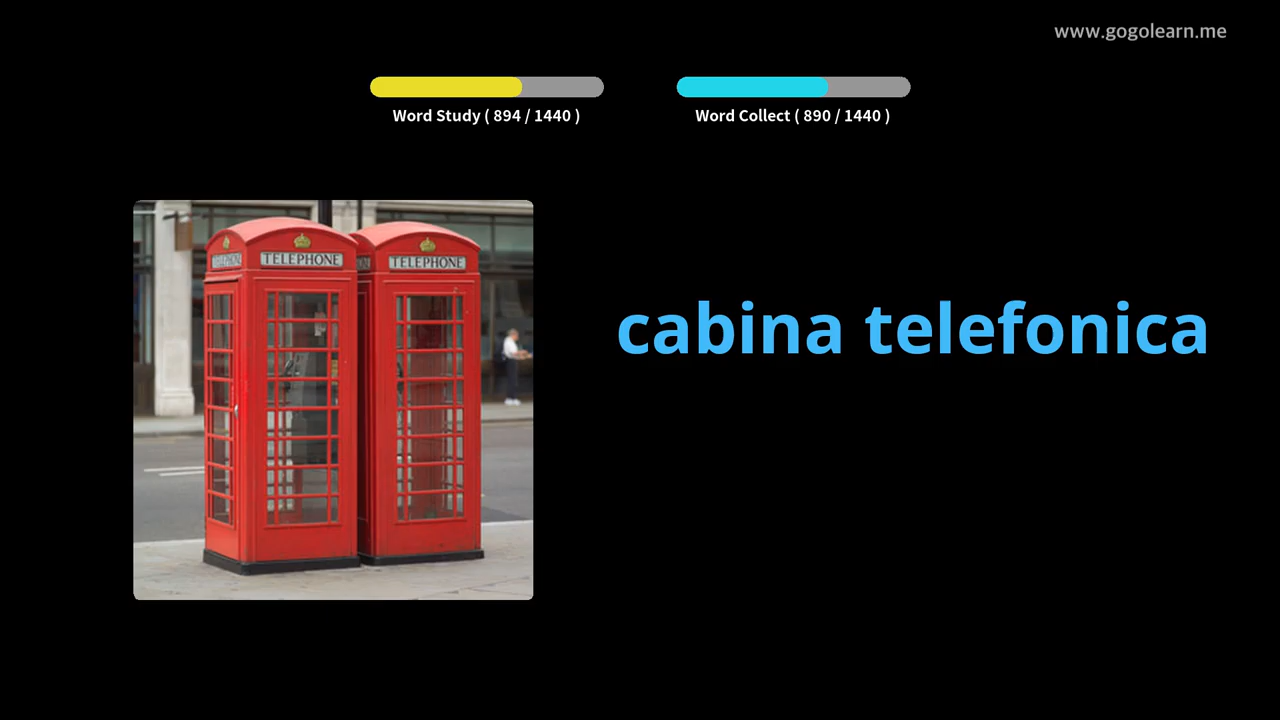 www.gogolearn.me
Word Study ( 894 / 1440 )
Word Collect ( 890 / 1440 )
TELEPHONE
TELEPHONE
cabina telefonica